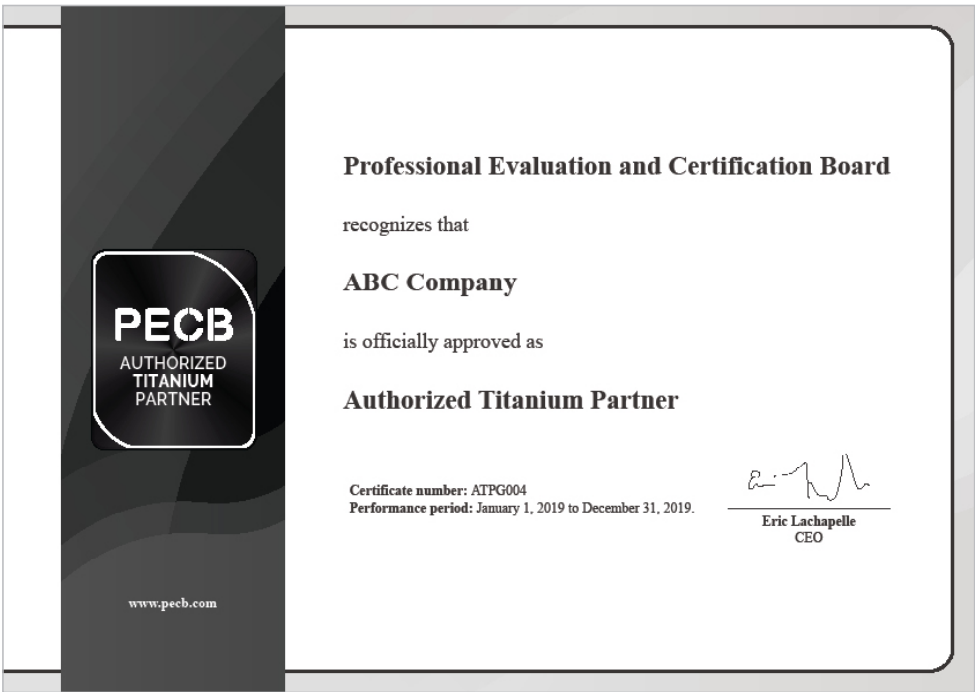 Professional Evaluation and Certification Board
recognizes that
ABC Company
is officially approved as
Authorized Titanium Partner
PECB
AUTHORIZED
TITANIUM
PARTNER
Certificate number: ATPG004
Performance period: January 1, 2019 to December 31, 2019.
Eric Lachapelle
CEO
www.pecb.com